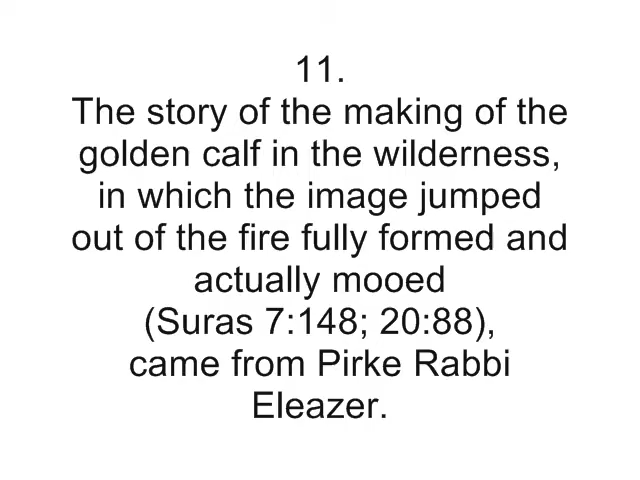 11.
The story of the making of the
golden calf in the wilderness,
in which the image jumped
out of the fire fully formed and
actually mooed
(Suras 7:148; 20:88),
came from Pirke Rabbi
Eleazer.